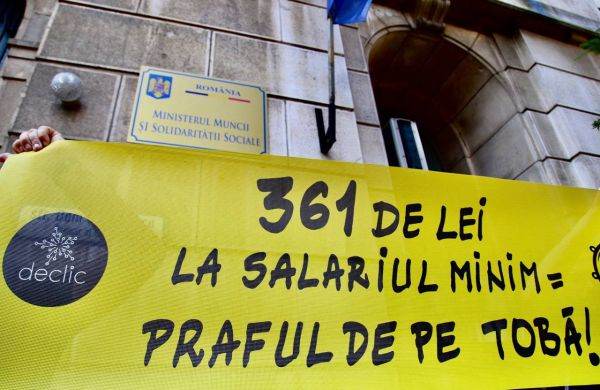 ROMÂNIA
MINISTERUL MUNCII
ȘI SOLIDARITĂȚII SOCIALE
361 DE LEI
LA SALARIUL MINIM =
PRAFUL DE PE TOBĂ!
declic